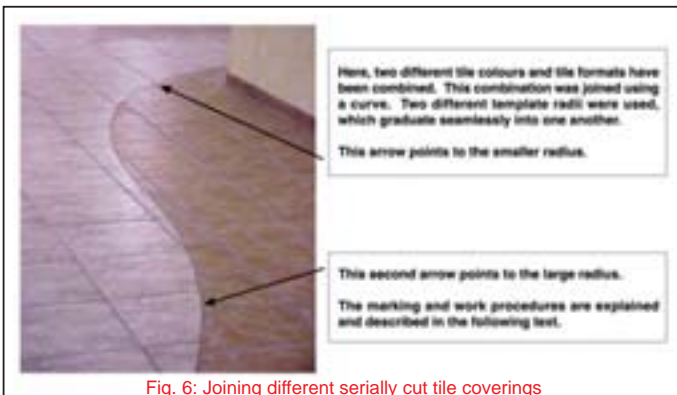 Here, two different tile colours and tile formats have
been combined. This combination was joined using
a curve. Two different template radii were used,
which graduate seamlessly into one another.
This arrow points to the smaller radius.
This second arrow points to the large radius.
The marking and work procedures are explained
and described in the following text.
Fig. 6: Joining different serially cut tile coverings